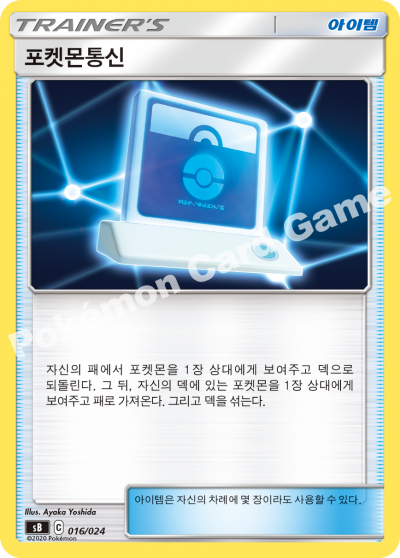 TRAINER'S
아이템
포켓몬통신
Pokémon Card Game
자신의 패에서 포켓몬을 1장 상대에게 보여주고 덱으로
되돌린다. 그 뒤, 자신의 덱에 있는 포켓몬을 1장 상대에게
보여주고 패로 가져온다. 그리고 덱을 섞는다.
Illus. Ayaka Yoshida
sB C 016/024
©2020 Pokémon
아이템은 자신의 차례에 몇 장이라도 사용할 수 있다.